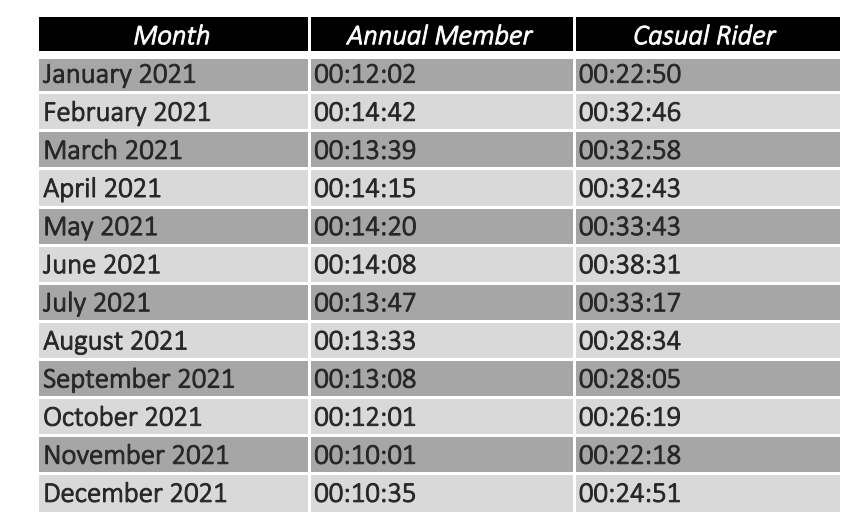 Month Annual Member Casual Rider
January 2021 00:12:02 00:22:50
February 2021 00:14:42 00:32:46
March 2021 00:13:39 00:32:58
April 2021 00:14:15 00:32:43
May 2021 00:14:20 00:33:43
June 2021 00:14:08 00:38:31
July 2021 00:13:47 00:33:17
August 2021 00:13:33 00:28:34
September 2021 00:13:08 00:28:05
October 2021 00:12:01 00:26:19
November 2021 00:10:01 00:22:18
December 2021 00:10:35 00:24:51